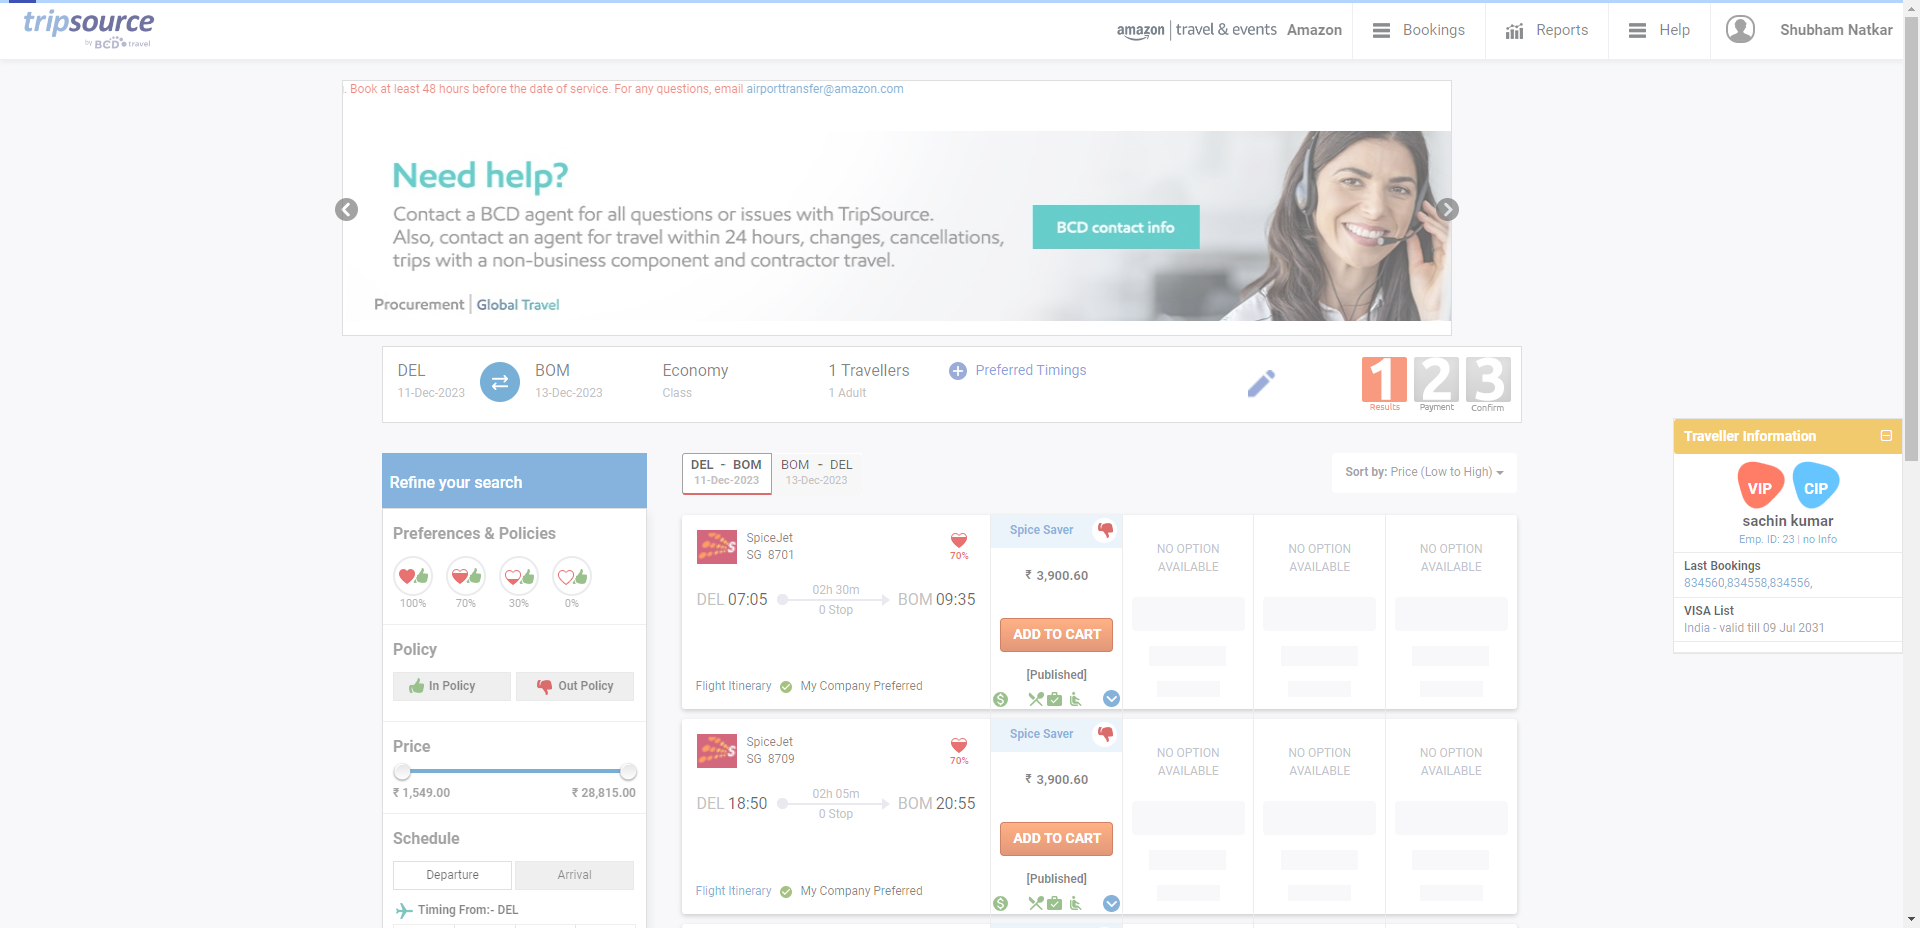 tripsource
by BCD travel
amazon | travel & events Amazon
Bookings
Reports
Help
Shubham Natkar
. Book at least 48 hours before the date of service. For any questions, email airporttransfer@amazon.com
Need help?
Contact a BCD agent for all questions or issues with TripSource.
Also, contact an agent for travel within 24 hours, changes, cancellations,
trips with a non-business component and contractor travel.
BCD contact info
Procurement | Global Travel
DEL
11-Dec-2023
BOM
13-Dec-2023
Economy
Class
1 Travellers
1 Adult
Preferred Timings
1 2 3
Results Payment Confirm
Traveller Information
VIP CIP
sachin kumar
Emp. ID: 23 | no Info
Last Bookings
834560,834558,834556,
VISA List
India - valid till 09 Jul 2031
Refine your search
Preferences & Policies
100% 70% 30% 0%
Policy
In Policy Out Policy
Price
₹ 1,549.00 ₹ 28,815.00
Schedule
Departure Arrival
Timing From:- DEL
DEL - BOM
11-Dec-2023
BOM - DEL
13-Dec-2023
Sort by: Price (Low to High)
SpiceJet
SG 8701
70%
DEL 07:05
02h 30m
0 Stop
BOM 09:35
Flight Itinerary
My Company Preferred
Spice Saver
₹ 3,900.60
ADD TO CART
[Published]
NO OPTION
AVAILABLE
NO OPTION
AVAILABLE
NO OPTION
AVAILABLE
SpiceJet
SG 8709
70%
DEL 18:50
02h 05m
0 Stop
BOM 20:55
Flight Itinerary
My Company Preferred
Spice Saver
₹ 3,900.60
ADD TO CART
[Published]
NO OPTION
AVAILABLE
NO OPTION
AVAILABLE
NO OPTION
AVAILABLE